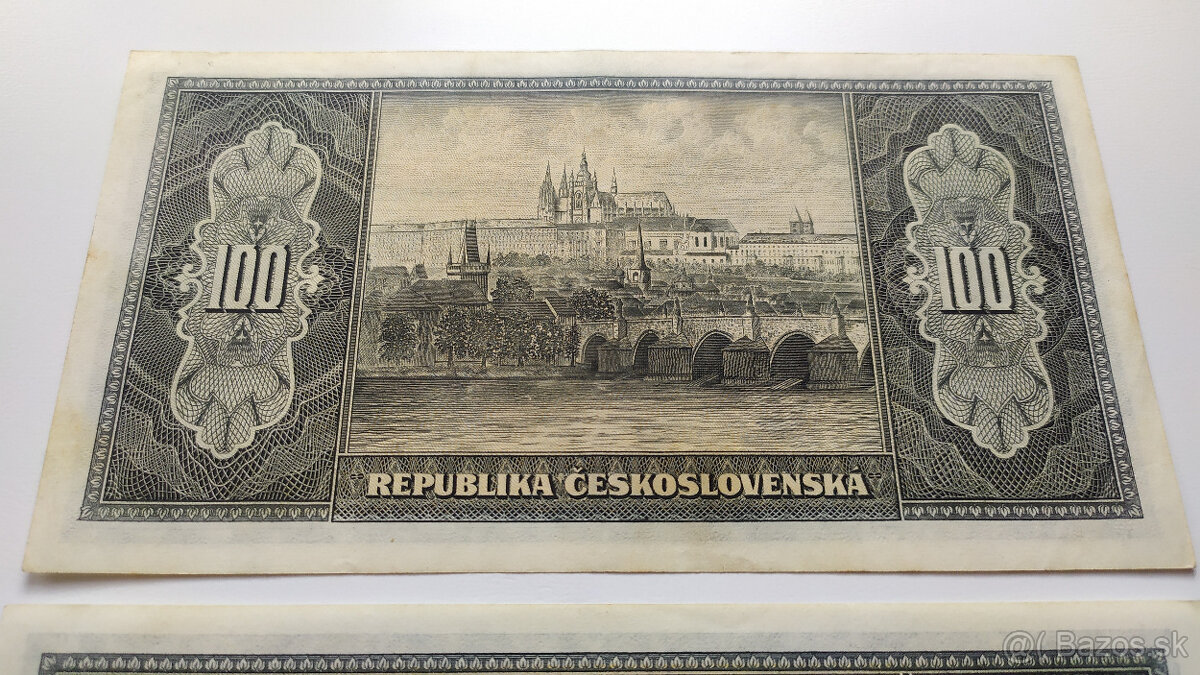 100
100
REPUBLIKA ČESKOSLOVENSKÁ
@( Bazos.sk